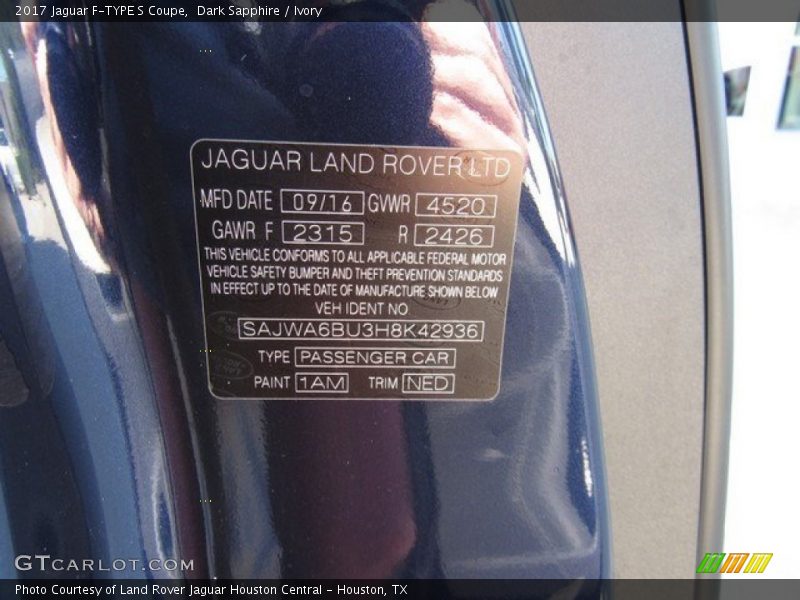 2017 Jaguar F-TYPE S Coupe,  Dark Sapphire / Ivory
JAGUAR LAND ROVER LTD
MFD DATE 09/16 GVWR 4520
GAWR F 2315 R 2426
THIS VEHICLE CONFORMS TO ALL APPLICABLE FEDERAL MOTOR
VEHICLE SAFETY BUMPER AND THEFT PREVENTION STANDARDS
IN EFFECT UP TO THE DATE OF MANUFACTURE SHOWN BELOW
VEH IDENT NO
SAJWA6BU3H8K42936
TYPE PASSENGER CAR
PAINT 1AM TRIM NED
GTCARLOT.COM
Photo Courtesy of Land Rover Jaguar Houston Central - Houston, TX